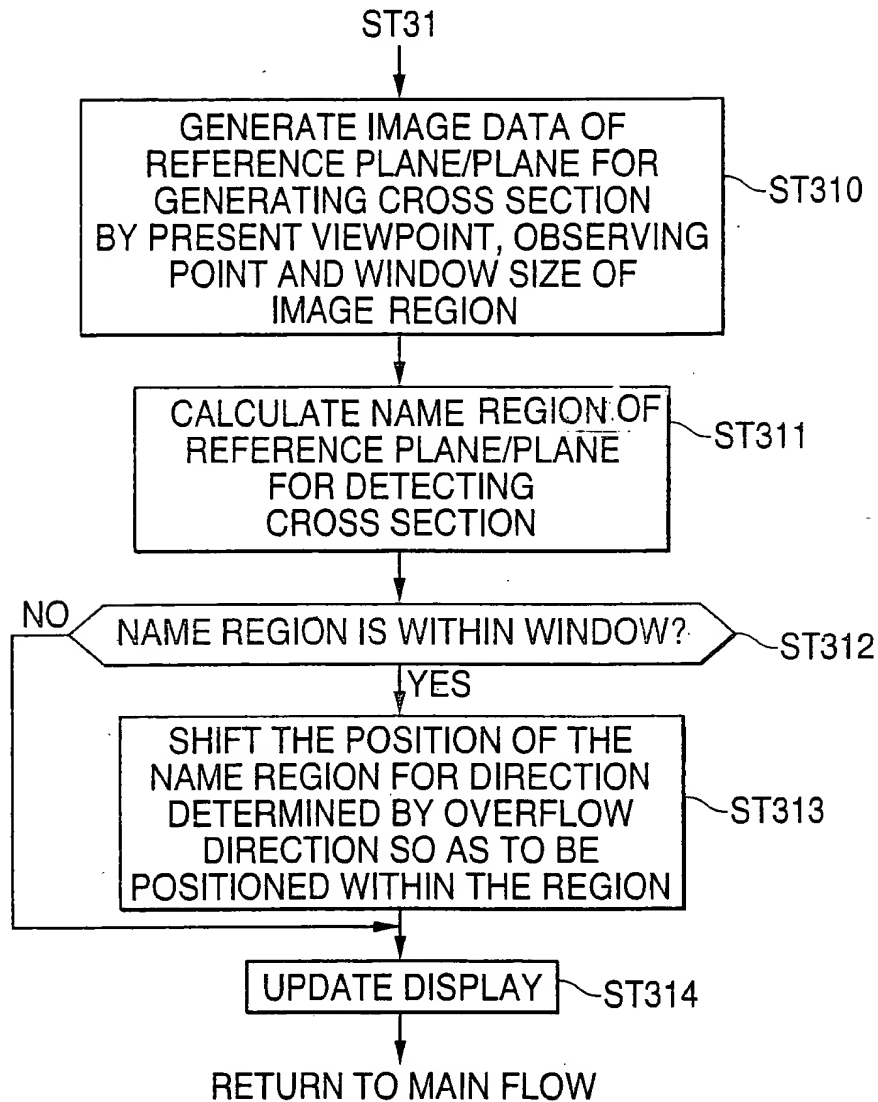 ST31
GENERATE IMAGE DATA OF
REFERENCE PLANE/PLANE FOR
GENERATING CROSS SECTION
BY PRESENT VIEWPOINT, OBSERVING
POINT AND WINDOW SIZE OF
IMAGE REGION
ST310
CALCULATE NAME REGION OF
REFERENCE PLANE/PLANE
FOR DETECTING
CROSS SECTION
ST311
NO
NAME REGION IS WITHIN WINDOW?
ST312
YES
SHIFT THE POSITION OF THE
NAME REGION FOR DIRECTION
DETERMINED BY OVERFLOW
DIRECTION SO AS TO BE
POSITIONED WITHIN THE REGION
ST313
UPDATE DISPLAY
ST314
RETURN TO MAIN FLOW